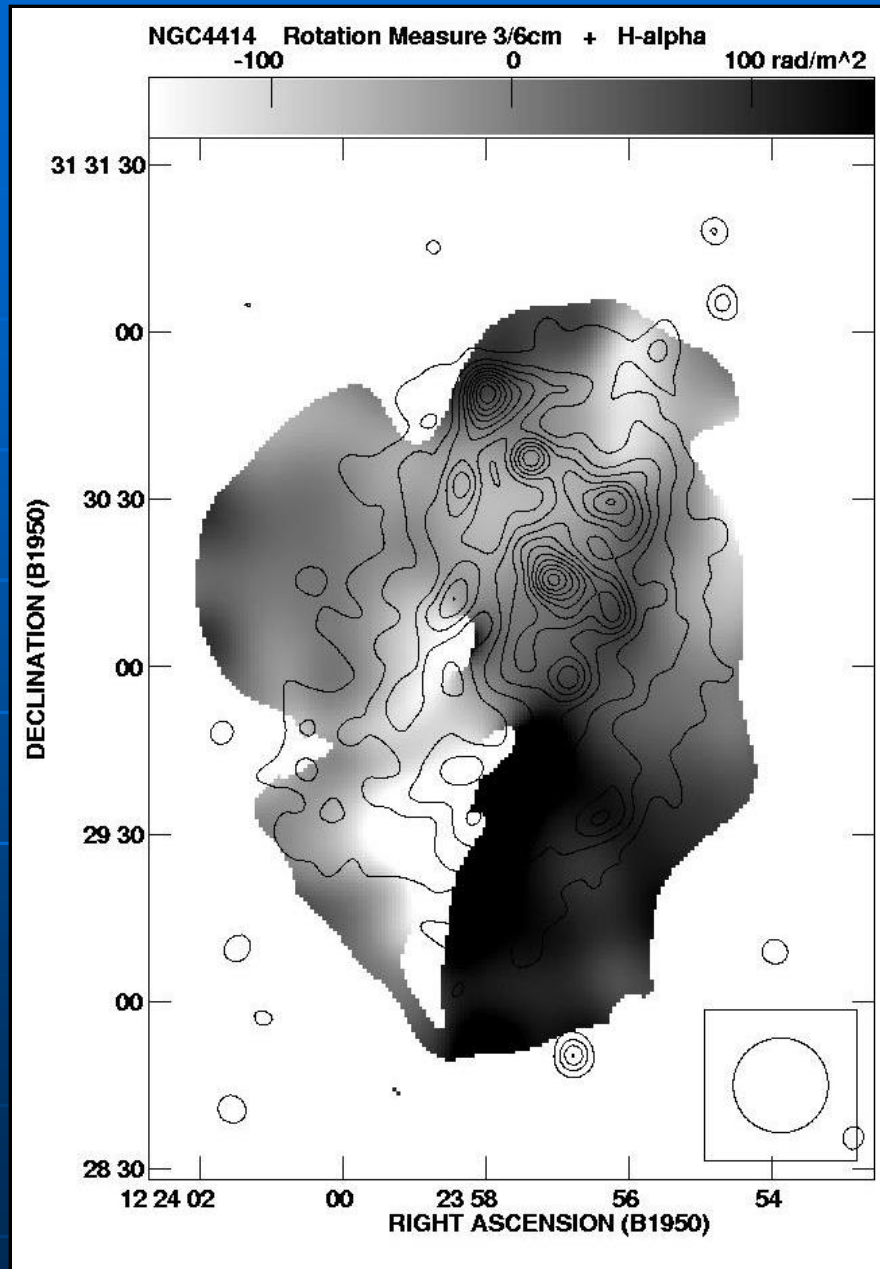 NGC4414 Rotation Measure 3/6cm + H-alpha
-100 0 100 rad/m^2
31 31 30
00
30 30
00
29 30
00
28 30
DECLINATION (B1950)
12 24 02 00 23 58 56 54
RIGHT ASCENSION (B1950)